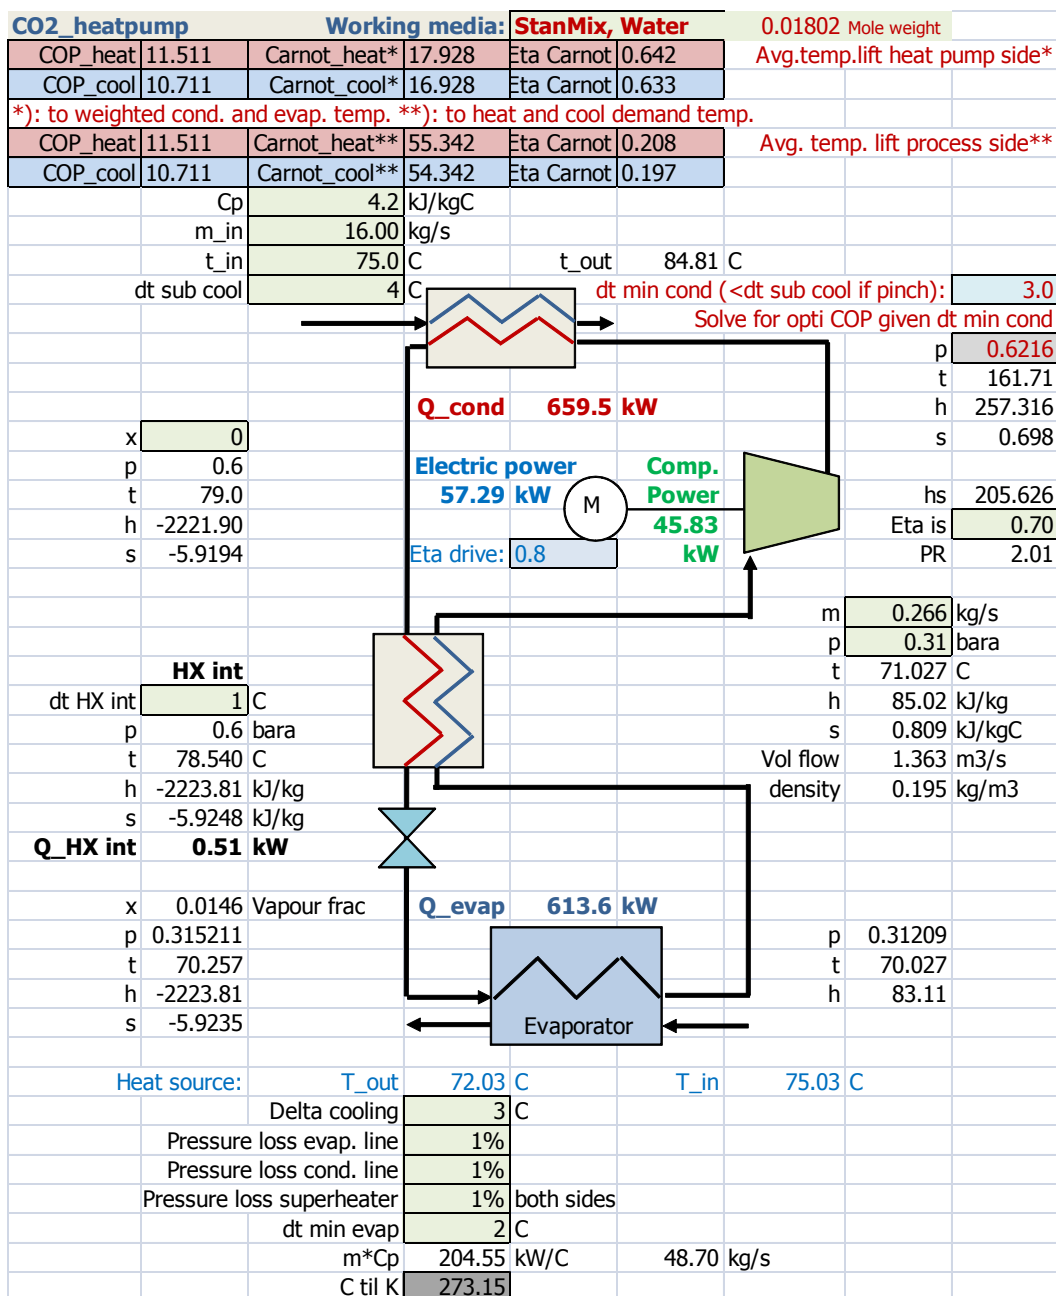 CO2_heatpump Working media: StanMix, Water 0.01802 Mole weight
COP_heat 11.511 Carnot_heat* 17.928 Eta Carnot 0.642 Avg.temp.lift heat pump side*
COP_cool 10.711 Carnot_cool* 16.928 Eta Carnot 0.633
*): to weighted cond. and evap. temp. **): to heat and cool demand temp.
COP_heat 11.511 Carnot_heat** 55.342 Eta Carnot 0.208 Avg. temp. lift process side**
COP_cool 10.711 Carnot_cool** 54.342 Eta Carnot 0.197
Cp 4.2 kJ/kgC
m_in 16.00 kg/s
t_in 75.0 C t_out 84.81 C
dt sub cool 4 C dt min cond (<dt sub cool if pinch): 3.0
Solve for opti COP given dt min cond
p 0.6216
t 161.71
Q_cond 659.5 kW h 257.316
x 0 s 0.698
p 0.6 Electric power Comp.
t 79.0 57.29 kW M Power hs 205.626
h -2221.90 45.83 Eta is 0.70
s -5.9194 Eta drive: 0.8 kW PR 2.01
m 0.266 kg/s
p 0.31 bara
HX int t 71.027 C
dt HX int 1 C h 85.02 kJ/kg
p 0.6 bara s 0.809 kJ/kgC
t 78.540 C Vol flow 1.363 m3/s
h -2223.81 kJ/kg density 0.195 kg/m3
s -5.9248 kJ/kg
Q_HX int 0.51 kW
x 0.0146 Vapour frac Q_evap 613.6 kW
p 0.315211 p 0.31209
t 70.257 t 70.027
h -2223.81 h 83.11
s -5.9235 Evaporator
Heat source: T_out 72.03 C T_in 75.03 C
Delta cooling 3 C
Pressure loss evap. line 1%
Pressure loss cond. line 1%
Pressure loss superheater 1% both sides
dt min evap 2 C
m*Cp 204.55 kW/C 48.70 kg/s
C til K 273.15